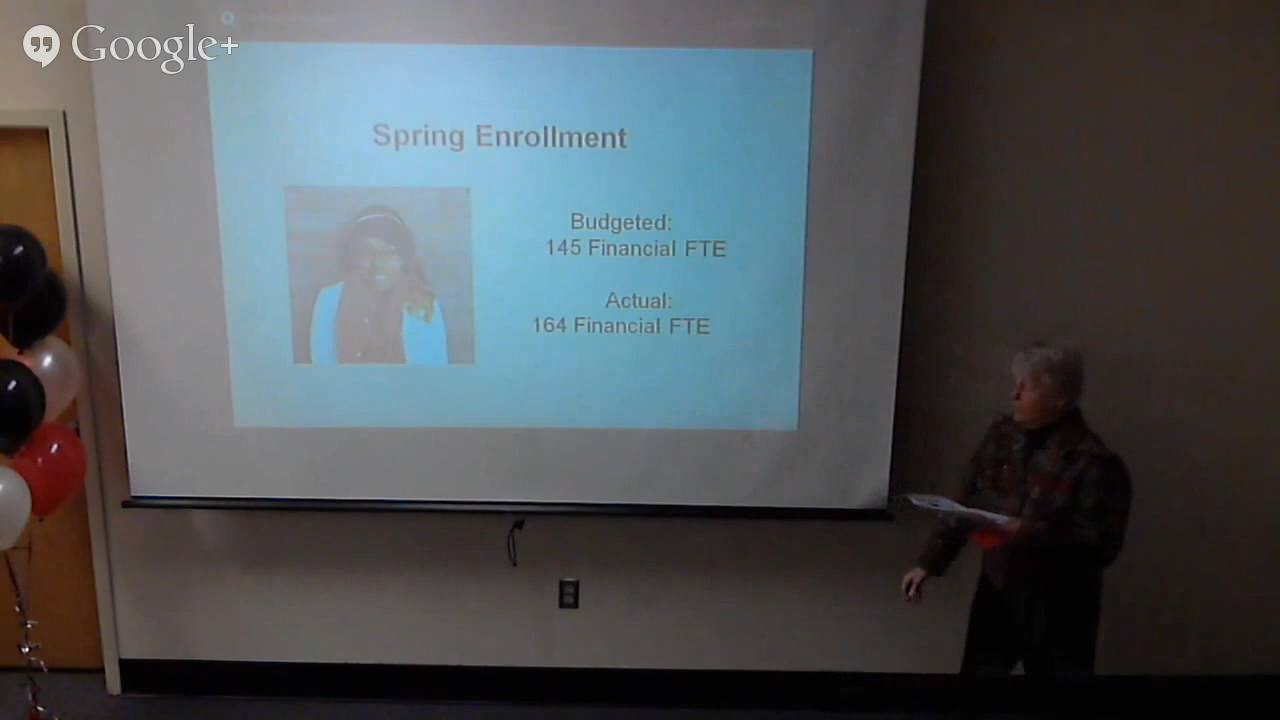 Google+
Spring Enrollment
Budgeted:
145 Financial FTE
Actual:
164 Financial FTE